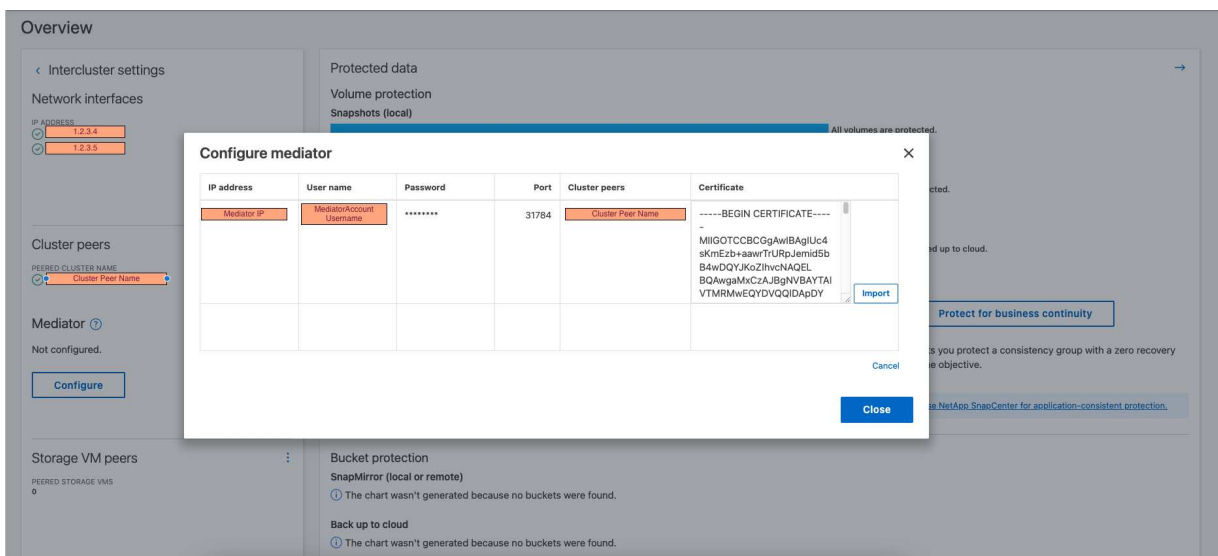 Overview
Intercluster settings
Network interfaces
IP ADDRESS
1.2.3.4
1.2.3.5
Cluster peers
PEERED CLUSTER NAME
Cluster Peer Name
Mediator
Not configured.
Configure
Storage VM peers
PEERED STORAGE VMS
0
Protected data
Volume protection
Snapshots (local)
All volumes are protected.
cted.
ed up to cloud.
Protect for business continuity
s you protect a consistency group with a zero recovery
e objective.
se NetApp SnapCenter for application-consistent protection.
Bucket protection
SnapMirror (local or remote)
The chart wasn't generated because no buckets were found.
Back up to cloud
The chart wasn't generated because no buckets were found.
Configure mediator
IP address User name Password Port Cluster peers Certificate
Mediator IP
MediatorAccount
Username
********
31784
Cluster Peer Name
-----BEGIN CERTIFICATE----
-
MIIGOTCCBCGgAwIBAgIUc4
sKmEzb+aawrTrURpJemid5b
B4wDQYJKoZIhvcNAQEL
BQAwgaMxCzAJBgNVBAYTAl
VTMRMwEQYDVQQIDApDY
Import
Cancel
Close